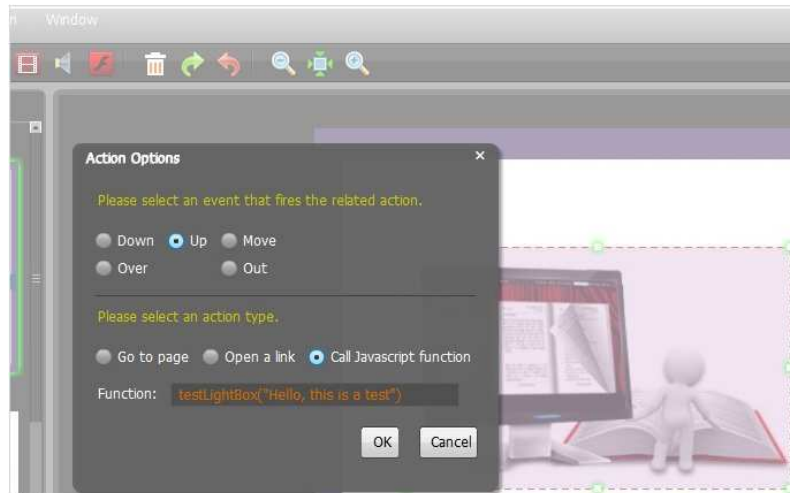 Window
Action Options
Please select an event that fires the related action.
Down Up Move
Over Out
Please select an action type.
Go to page Open a link Call Javascript function
Function: testLightBox("Hello, this is a test")
OK Cancel